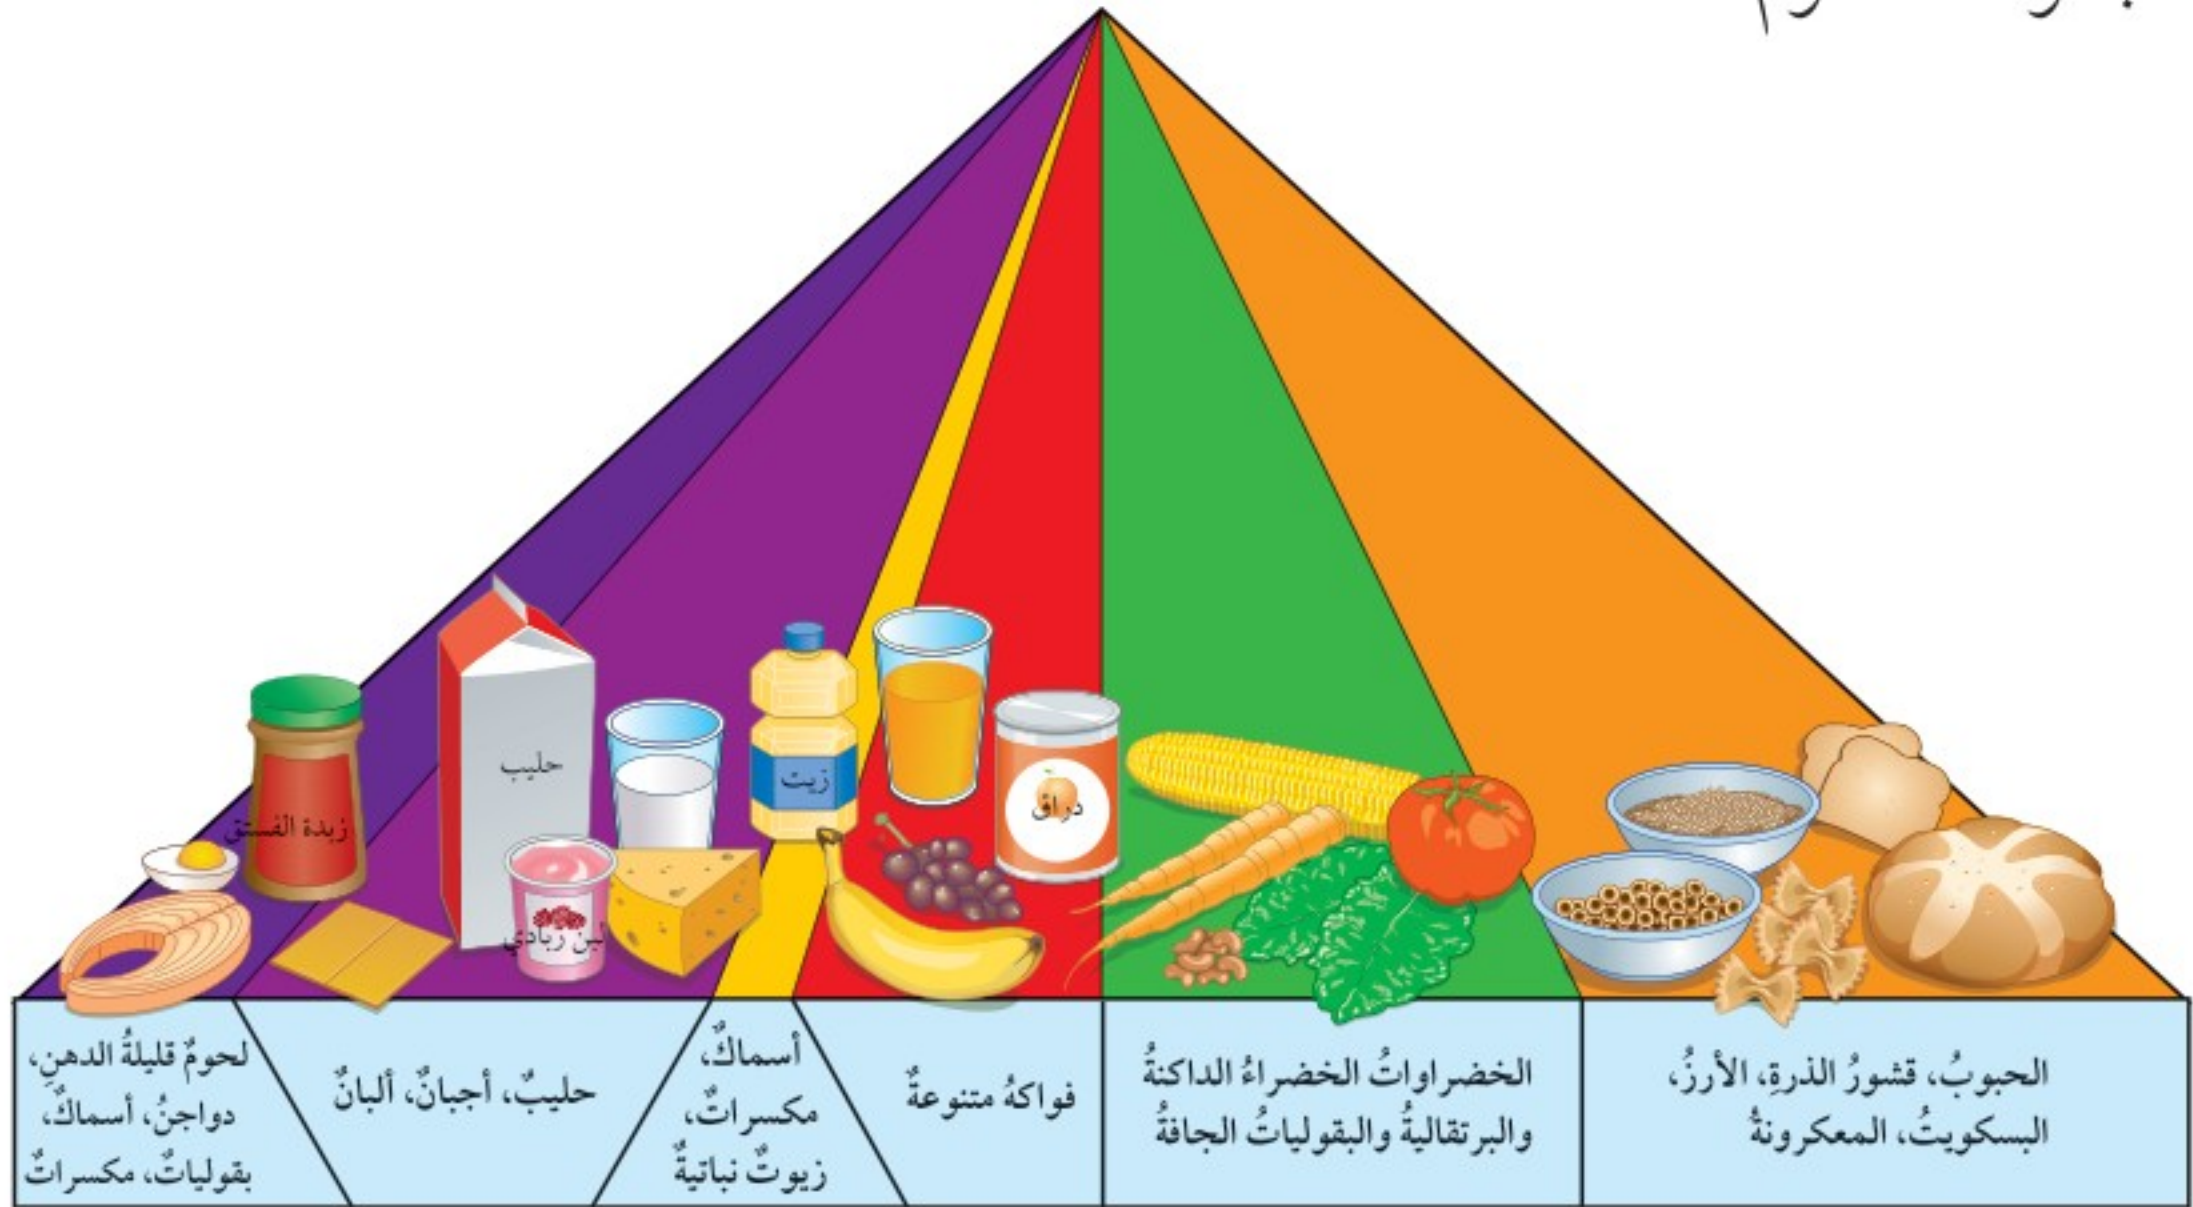 زبدة الفستق
حليب
لبن زبادي
زيت
دراق
الحبوبُ، قشورُ الذرةِ، الأرزُ،
البسكويتُ، المعكرونةُ
الخضراواتُ الخضراءُ الداكنةُ
والبرتقاليةُ والبقولياتُ الجافةُ
فواكهُ متنوعةٌ
أسماكٌ،
مكسراتٌ،
زيوتٌ نباتيةٌ
حليبٌ، أجبانٌ، ألبانٌ
لحومٌ قليلةُ الدهنِ،
دواجنُ، أسماكٌ،
بقولياتٌ، مكسراتٌ